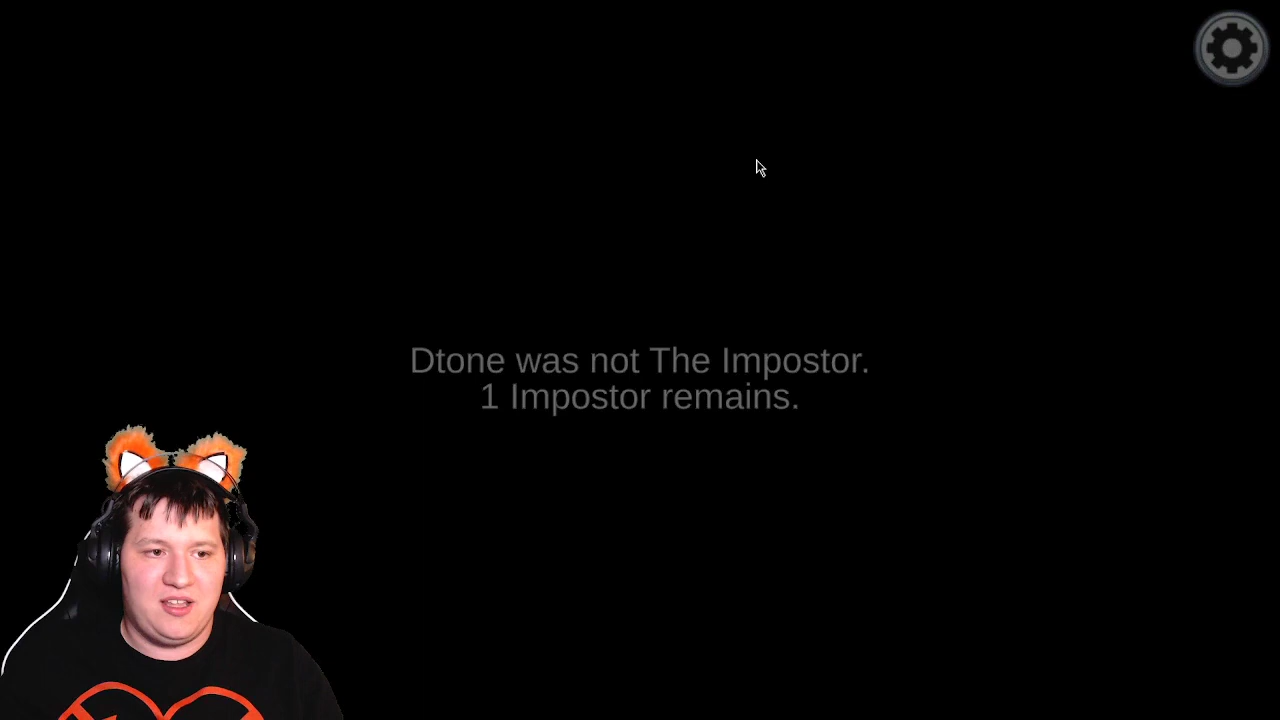 Dtone was not The Impostor.
1 Impostor remains.